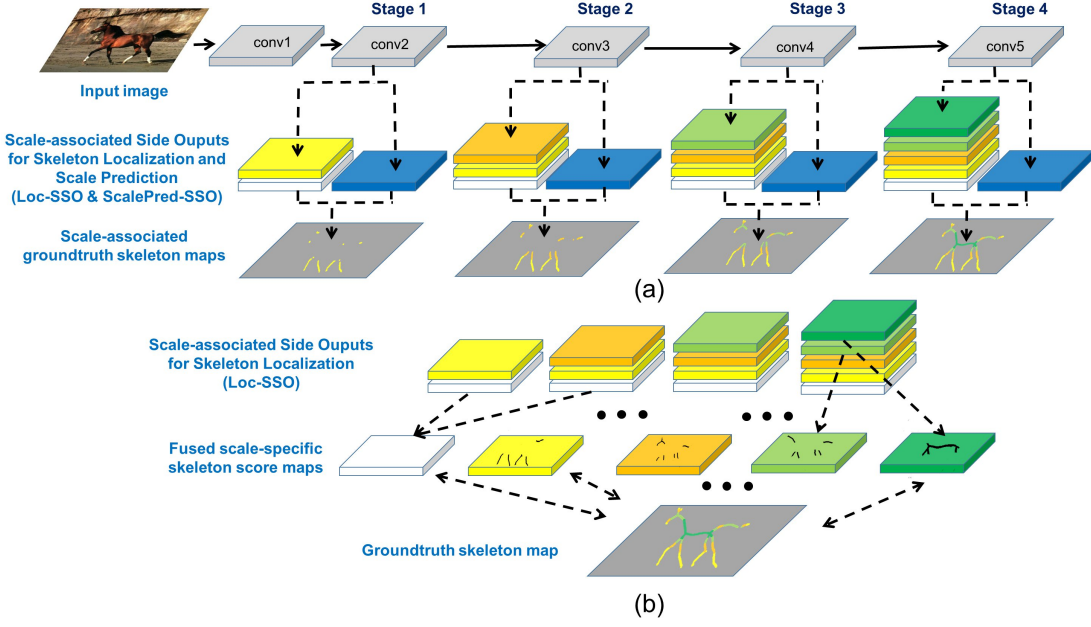 Stage 1
Stage 2
Stage 3
Stage 4
conv1
conv2
conv3
conv4
conv5
Input image
Scale-associated Side Ouputs
for Skeleton Localization and
Scale Prediction
(Loc-SSO & ScalePred-SSO)
Scale-associated
groundtruth skeleton maps
(a)
Scale-associated Side Ouputs
for Skeleton Localization
(Loc-SSO)
Fused scale-specific
skeleton score maps
Groundtruth skeleton map
(b)